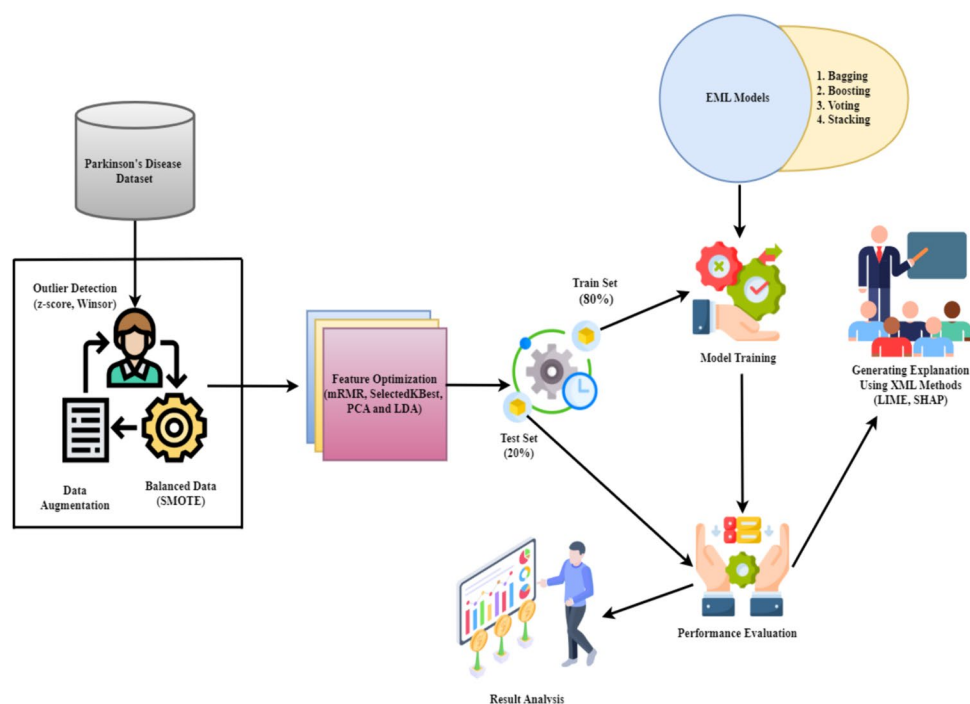 EML Models
1. Bagging
2. Boosting
3. Voting
4. Stacking
Parkinson's Disease
Dataset
Outlier Detection
(z-score, Winsor)
Data
Augmentation
Balanced Data
(SMOTE)
Feature Optimization
(mRMR, SelectedKBest,
PCA and LDA)
Train Set
(80%)
Test Set
(20%)
Model Training
Generating Explanation
Using XML Methods
(LIME, SHAP)
Performance Evaluation
Result Analysis